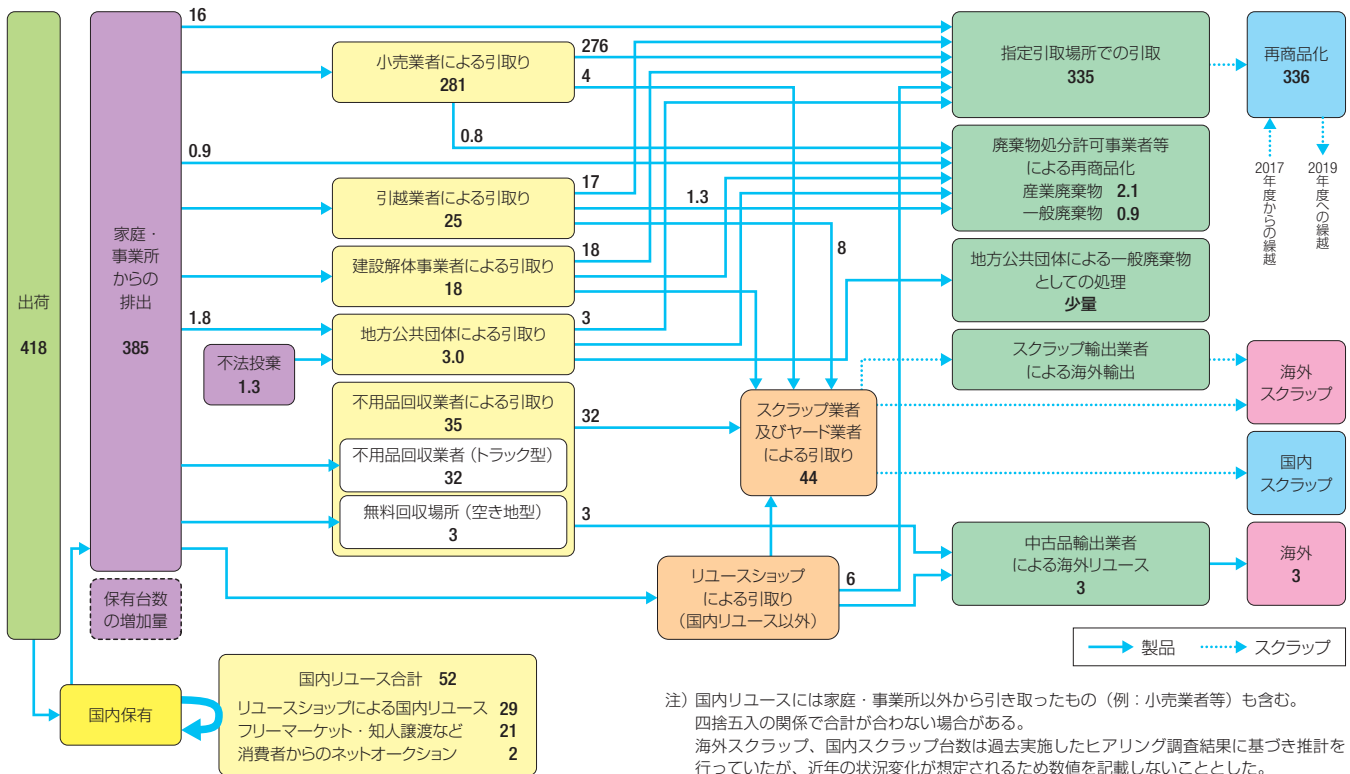 出荷
418
家庭・
事業所
からの
排出
385
保有台数
の増加量
国内保有
16
小売業者による引取り
281
276
4
0.8
0.9
引越業者による引取り
25
17
1.3
8
建設解体事業者による引取り
18
18
1.8
地方公共団体による引取り
3.0
3
不法投棄
1.3
不用品回収業者による引取り
35
32
不用品回収業者（トラック型）
32
無料回収場所（空き地型）
3
3
スクラップ業者
及びヤード業者
による引取り
44
リユースショップ
による引取り
（国内リユース以外）
6
指定引取場所での引取
335
廃棄物処分許可事業者等
による再商品化
産業廃棄物 2.1
一般廃棄物 0.9
地方公共団体による一般廃棄物
としての処理
少量
スクラップ輸出業者
による海外輸出
中古品輸出業者
による海外リユース
3
再商品化
336
2017
年度からの繰越
2019
年度への繰越
海外
スクラップ
国内
スクラップ
海外
3
製品
スクラップ
国内リユース合計 52
リユースショップによる国内リユース 29
フリーマーケット・知人譲渡など 21
消費者からのネットオークション 2
注）国内リユースには家庭・事業所以外から引き取ったもの（例：小売業者等）も含む。
四捨五入の関係で合計が合わない場合がある。
海外スクラップ、国内スクラップ台数は過去実施したヒアリング調査結果に基づき推計を
行っていたが、近年の状況変化が想定されるため数値を記載しないこととした。